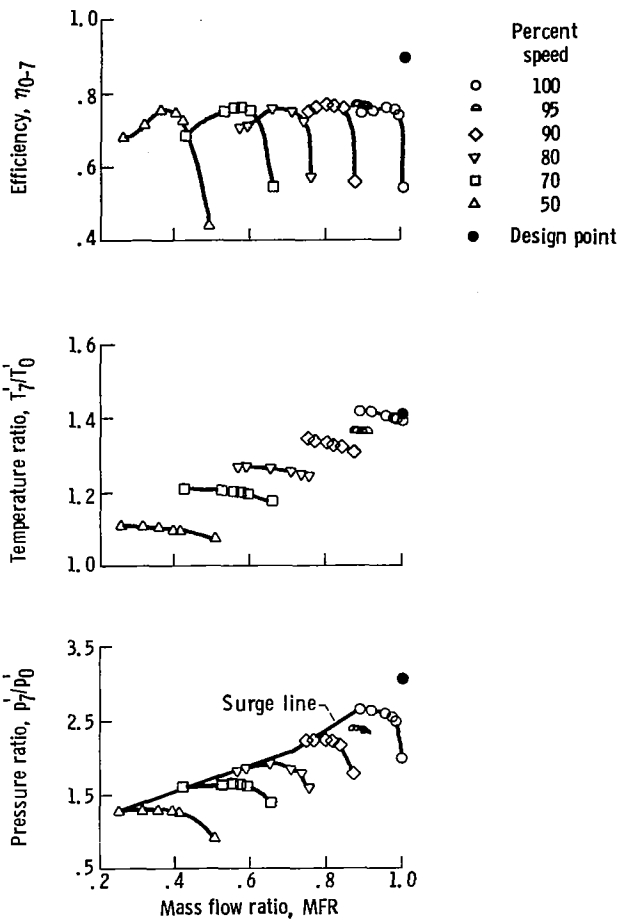 1.0
.8
.6
.4
Efficiency, η0-7
Percent
speed
100
95
90
80
70
50
Design point
1.6
1.4
1.2
1.0
Temperature ratio, T'7/T'0
3.5
2.5
1.5
.5
Pressure ratio, p'7/p'0
Surge line
.2 .4 .6 .8 1.0
Mass flow ratio, MFR